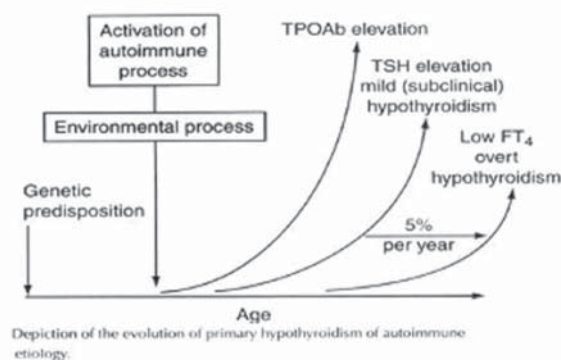 Activation of
autoimmune
process
Environmental process
Genetic
predisposition
TPOAb elevation
TSH elevation
mild (subclinical)
hypothyroidism
Low FT4
overt
hypothyroidism
5%
per year
Age
Depiction of the evolution of primary hypothyroidism of autoimmune
etiology.